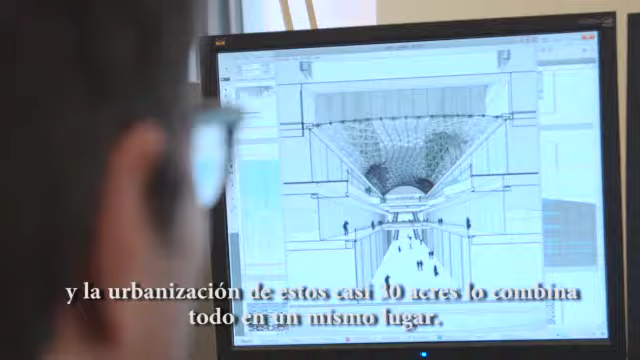 y la urbanización de estos casi 30 acres lo combina
todo en un mismo lugar.